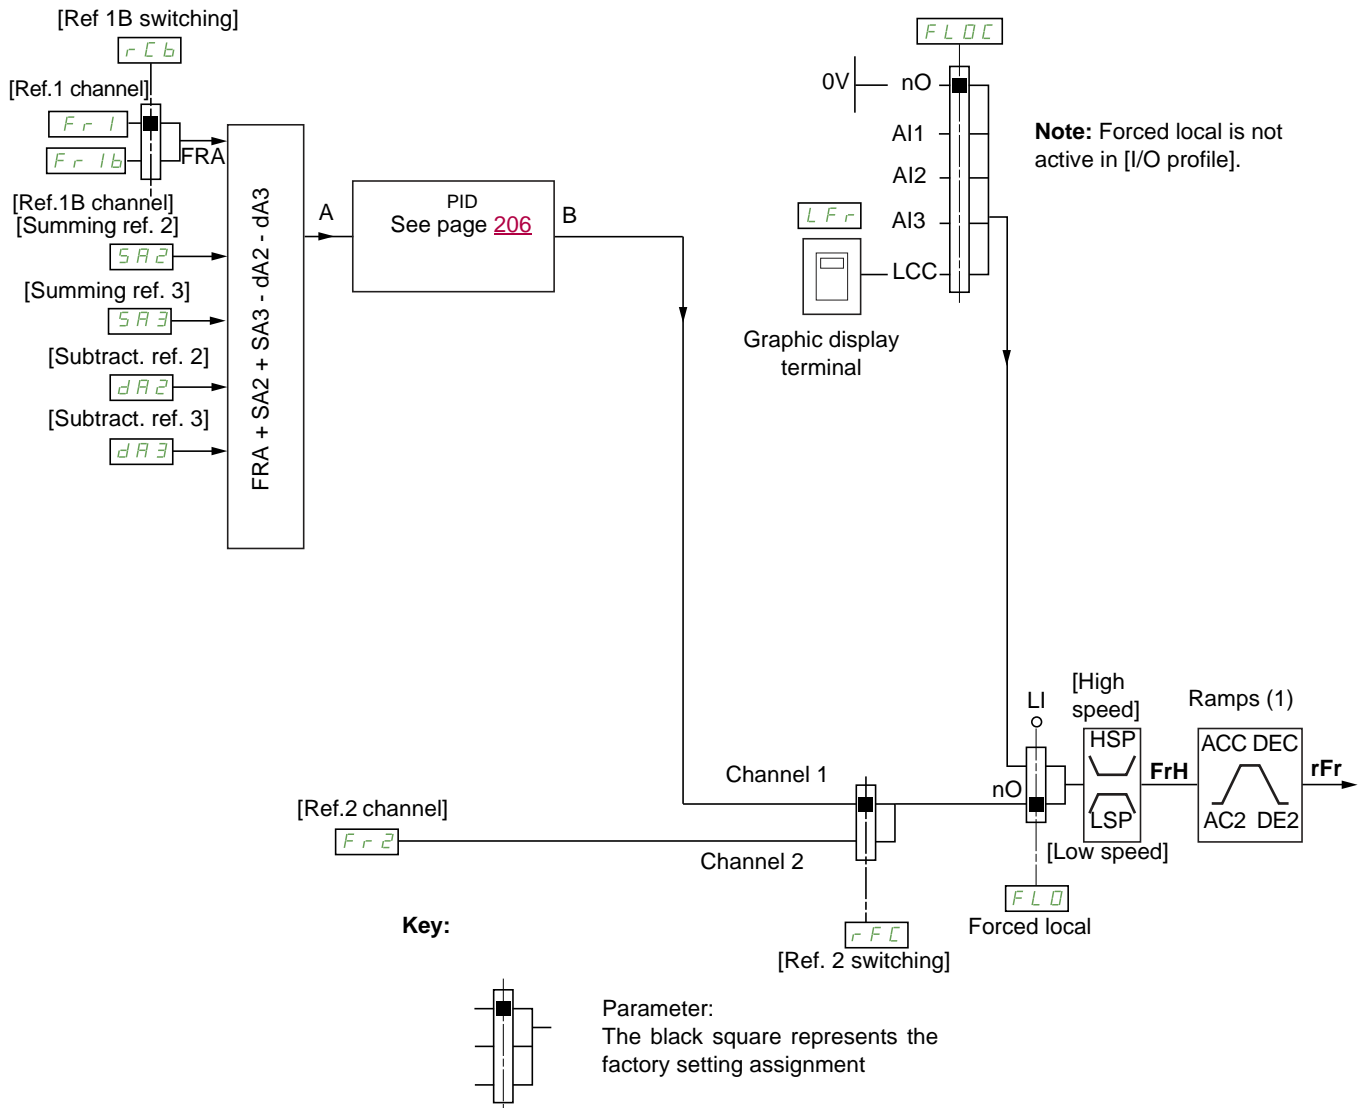 [Ref 1B switching]
rCb
[Ref.1 channel]
Fr1
Fr1b
FRA
[Ref.1B channel]
[Summing ref. 2]
SA2
[Summing ref. 3]
SA3
[Subtract. ref. 2]
dA2
[Subtract. ref. 3]
dA3
FRA + SA2 + SA3 - dA2 - dA3
A
PID
See page 206
B
FLOC
0V
nO
AI1
AI2
AI3
LCC
LFr
Graphic display
terminal
Note: Forced local is not
active in [I/O profile].
[Ref.2 channel]
Fr2
Channel 1
Channel 2
rFC
[Ref. 2 switching]
LI
nO
FLO
Forced local
[High
speed]
HSP
LSP
[Low speed]
FrH
Ramps (1)
ACC DEC
AC2 DE2
rFr
Key:
Parameter:
The black square represents the
factory setting assignment